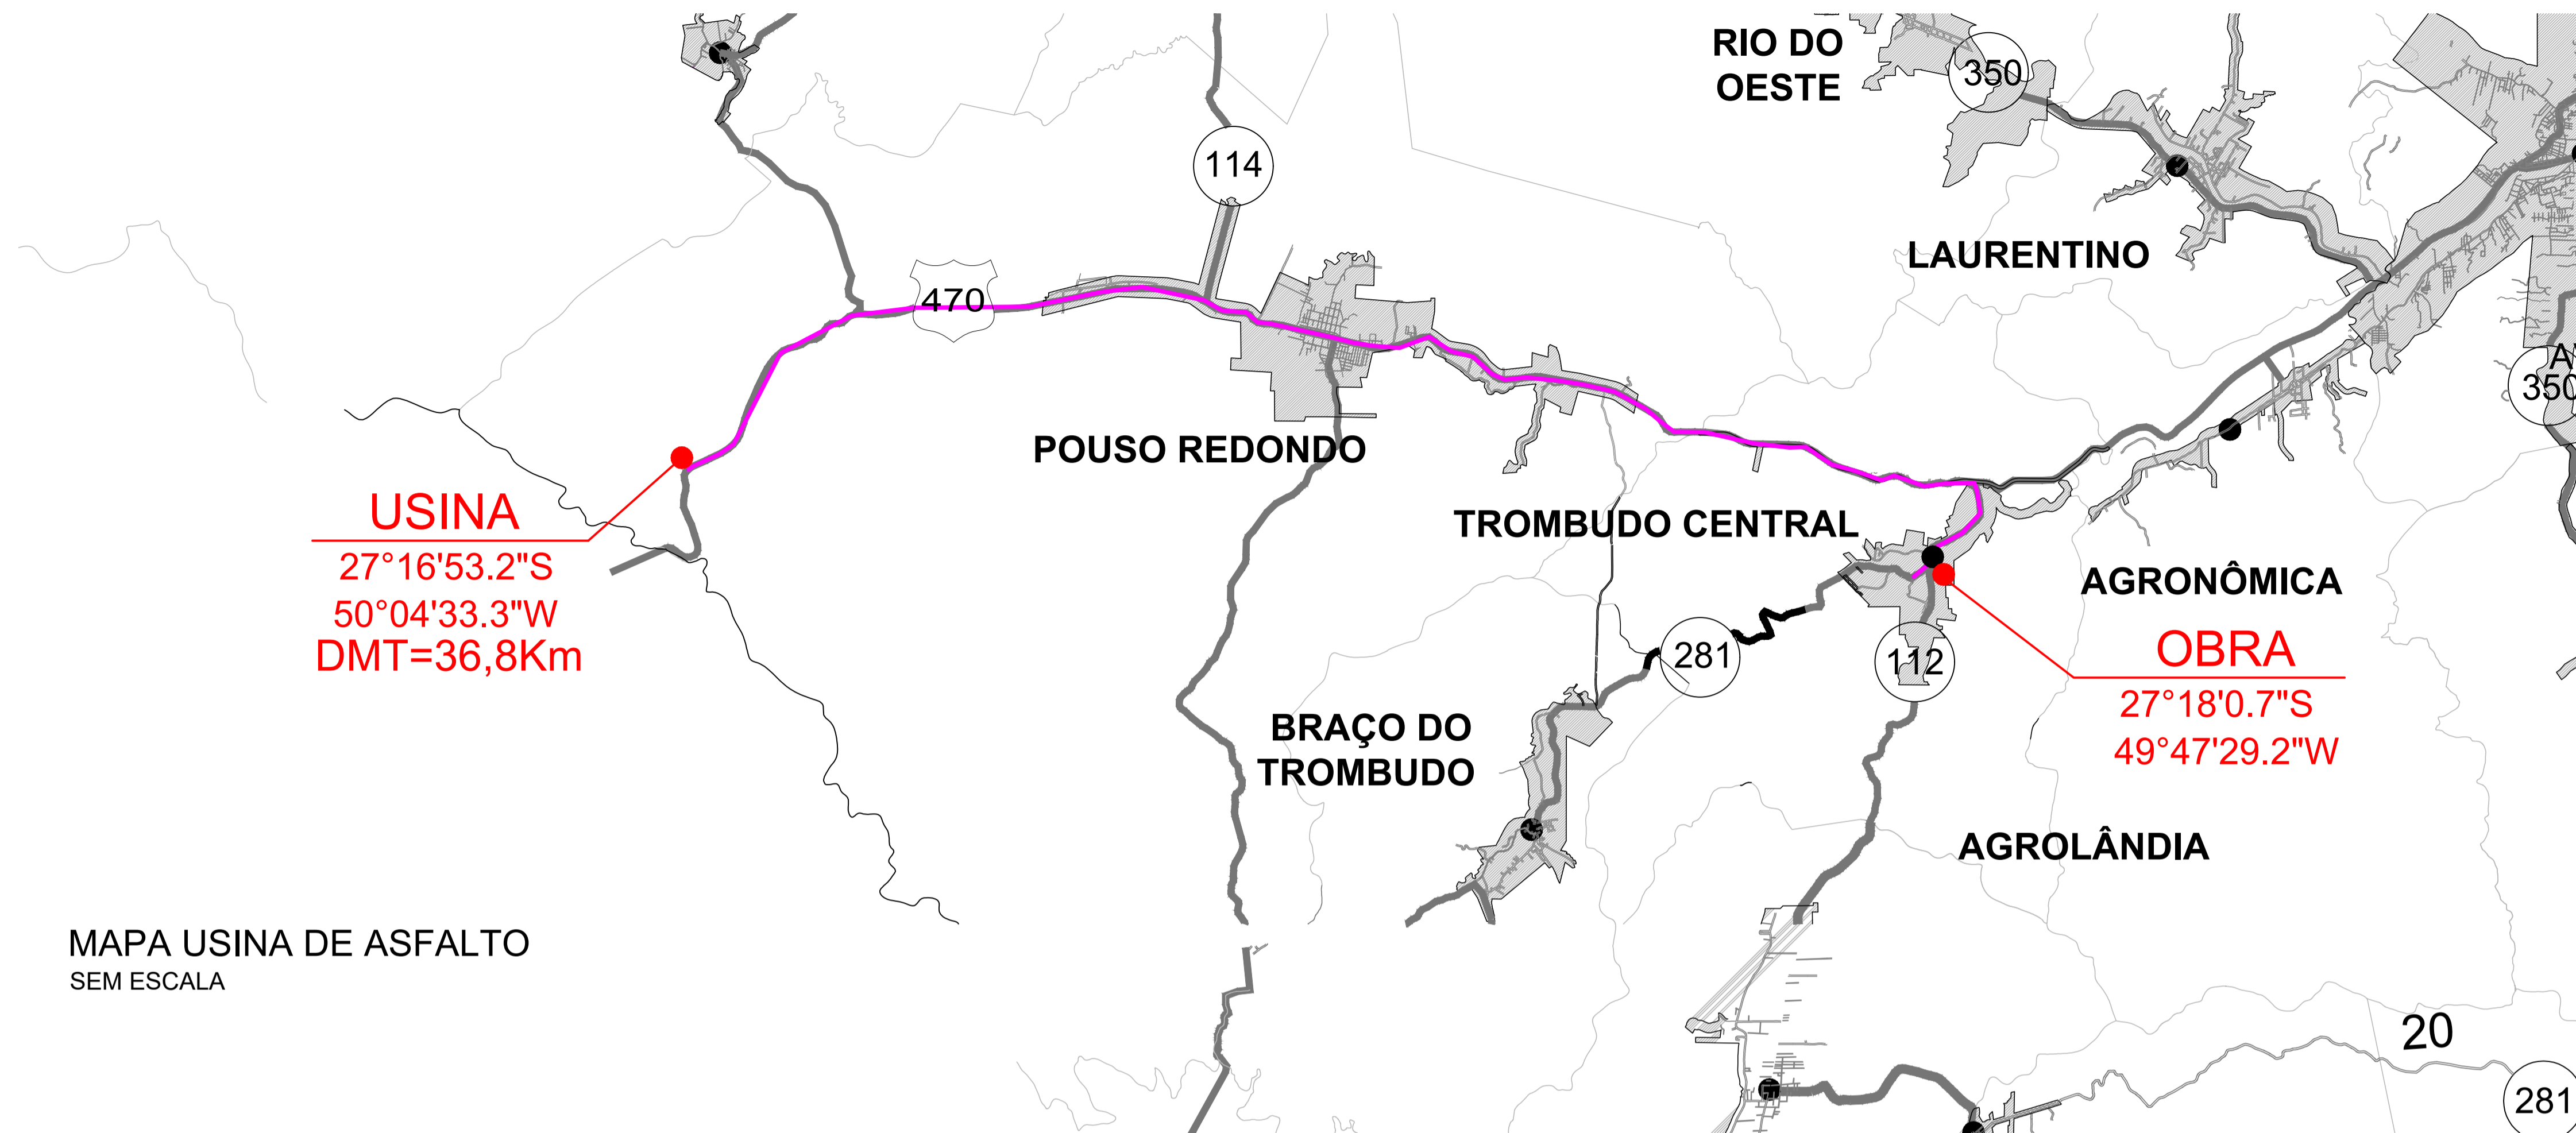 RIO DO
OESTE
350
114
LAURENTINO
470
350
POUSO REDONDO
USINA
27°16'53.2"S
50°04'33.3"W
DMT=36,8Km
TROMBUDO CENTRAL
AGRONÔMICA
281
112
OBRA
27°18'0.7"S
49°47'29.2"W
BRAÇO DO
TROMBUDO
AGROLÂNDIA
MAPA USINA DE ASFALTO
SEM ESCALA
20
281